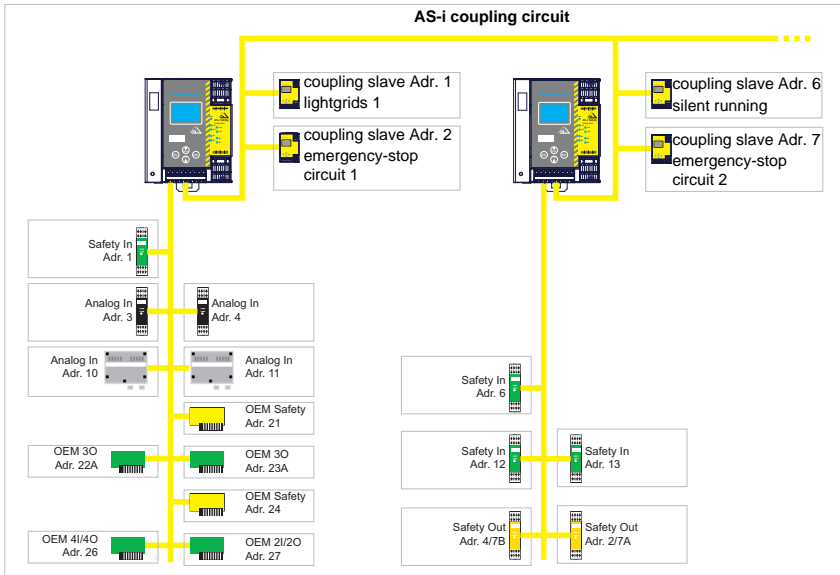 AS-i coupling circuit
coupling slave Adr. 1
lightgrids 1
coupling slave Adr. 2
emergency-stop
circuit 1
coupling slave Adr. 6
silent running
coupling slave Adr. 7
emergency-stop
circuit 2
Safety In
Adr. 1
Analog In
Adr. 3
Analog In
Adr. 4
Analog In
Adr. 10
Analog In
Adr. 11
OEM Safety
Adr. 21
OEM 3O
Adr. 22A
OEM 3O
Adr. 23A
OEM Safety
Adr. 24
OEM 4I/4O
Adr. 26
OEM 2I/2O
Adr. 27
Safety In
Adr. 6
Safety In
Adr. 12
Safety In
Adr. 13
Safety Out
Adr. 4/7B
Safety Out
Adr. 2/7A